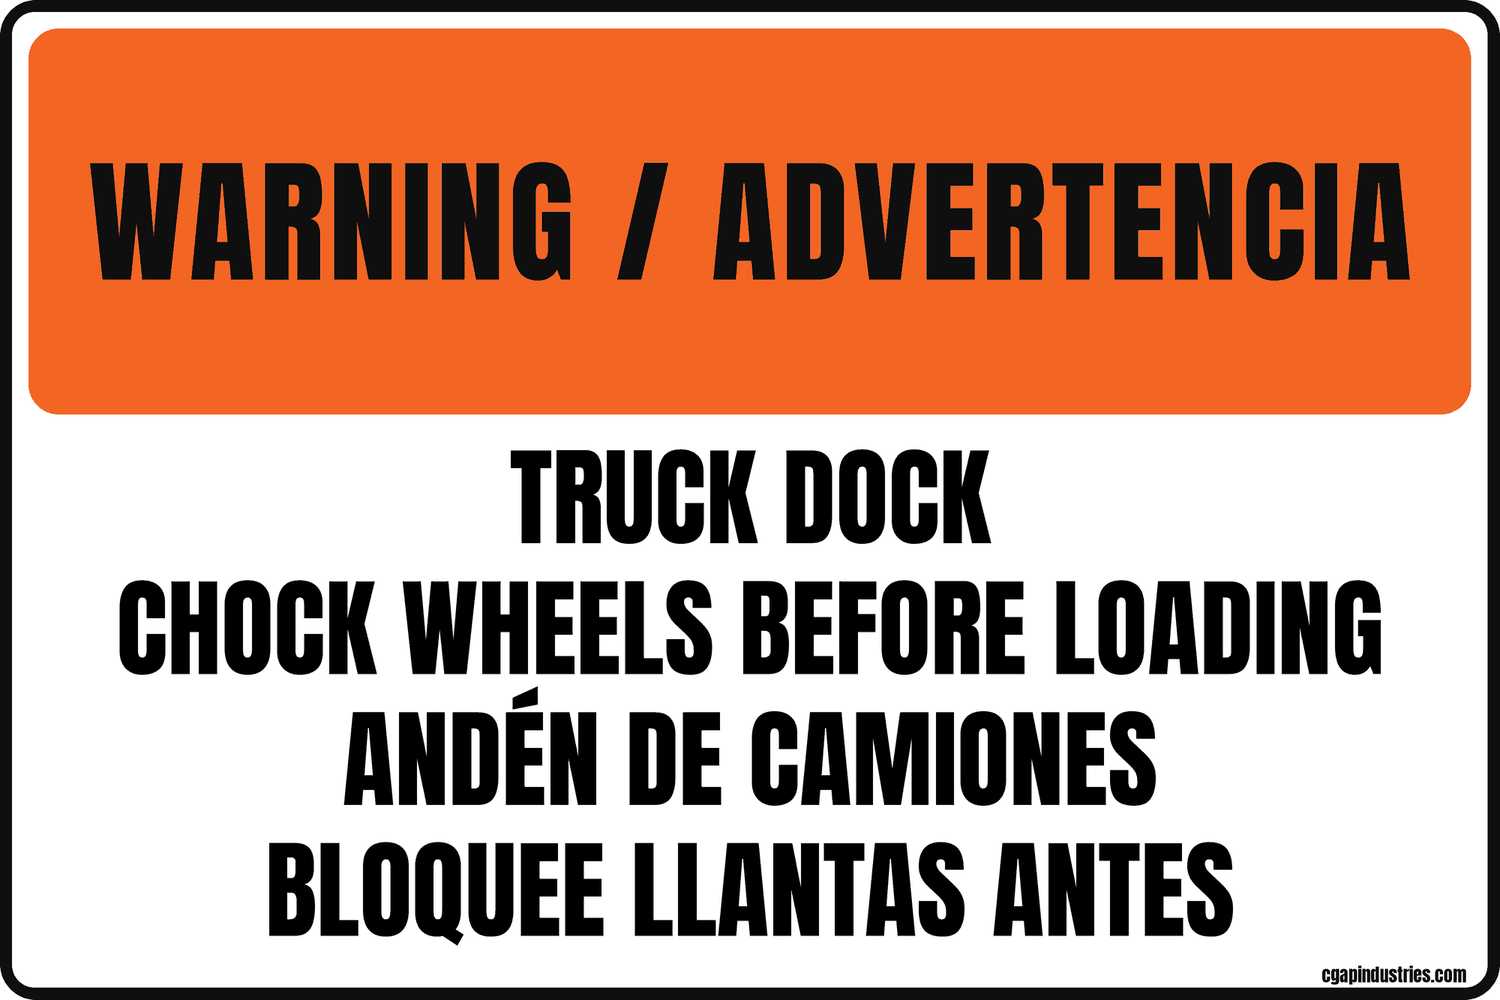 WARNING / ADVERTENCIA
TRUCK DOCK
CHOCK WHEELS BEFORE LOADING
ANDÉN DE CAMIONES
BLOQUEE LLANTAS ANTES
cgapindustries.com